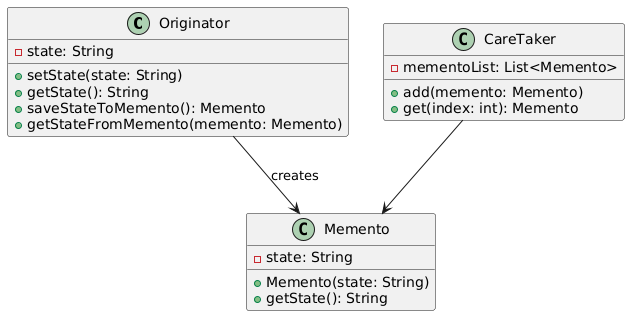 C Originator
state: String
setState(state: String)
getState(): String
saveStateToMemento(): Memento
getStateFromMemento(memento: Memento)
C CareTaker
mementoList: List<Memento>
add(memento: Memento)
get(index: int): Memento
creates
C Memento
state: String
Memento(state: String)
getState(): String